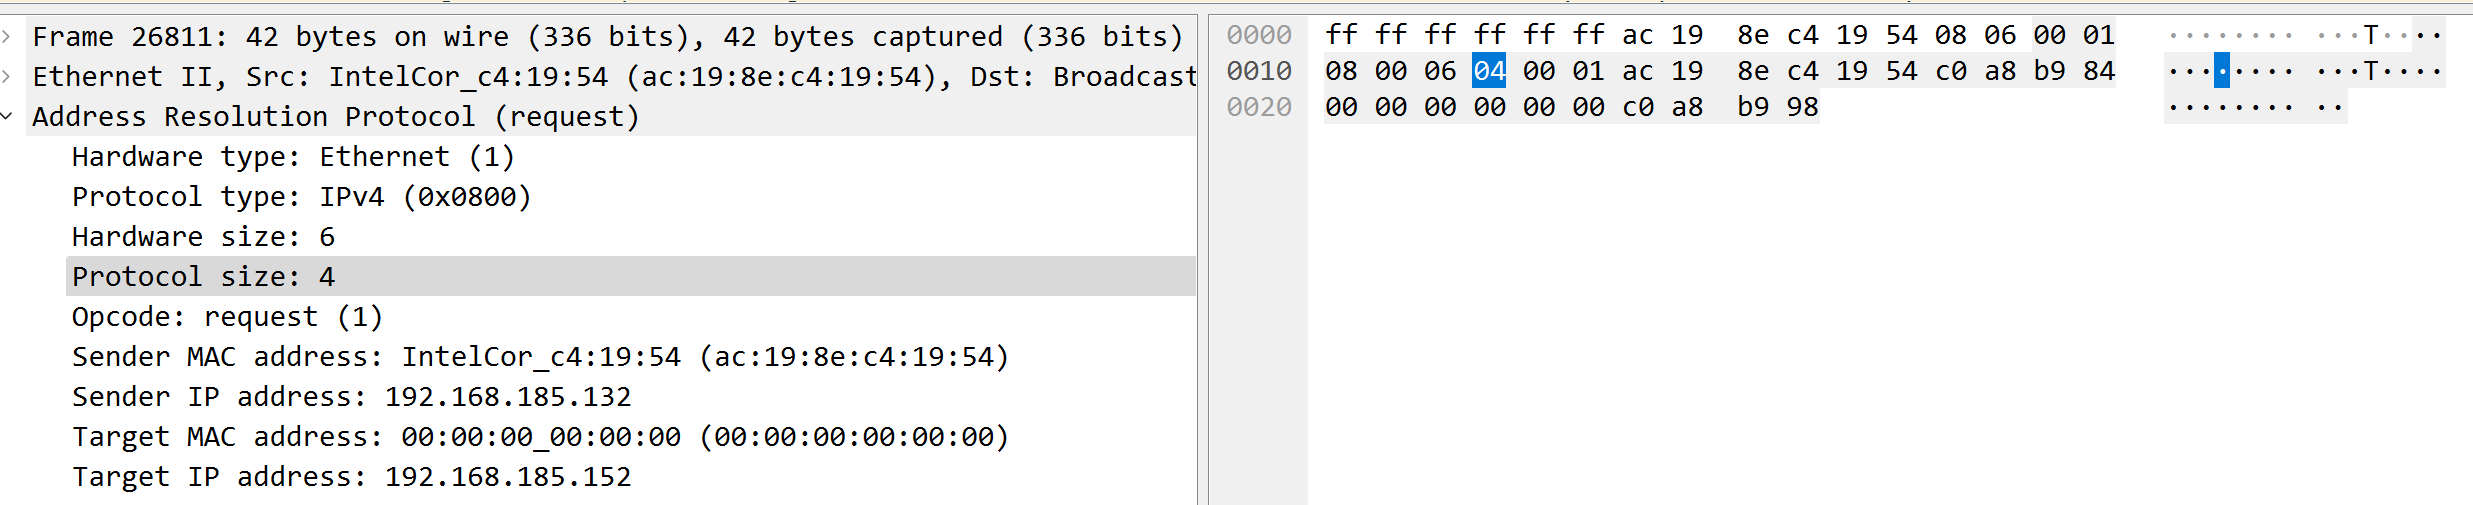 Frame 26811: 42 bytes on wire (336 bits), 42 bytes captured (336 bits)
Ethernet II, Src: IntelCor_c4:19:54 (ac:19:8e:c4:19:54), Dst: Broadcast
Address Resolution Protocol (request)
Hardware type: Ethernet (1)
Protocol type: IPv4 (0x0800)
Hardware size: 6
Protocol size: 4
Opcode: request (1)
Sender MAC address: IntelCor_c4:19:54 (ac:19:8e:c4:19:54)
Sender IP address: 192.168.185.132
Target MAC address: 00:00:00_00:00:00 (00:00:00:00:00:00)
Target IP address: 192.168.185.152
0000 ff ff ff ff ff ff ac 19 8e c4 19 54 08 06 00 01 ········ ···T····
0010 08 00 06 04 00 01 ac 19 8e c4 19 54 c0 a8 b9 84 ········ ···T····
0020 00 00 00 00 00 00 c0 a8 b9 98 ········ ··